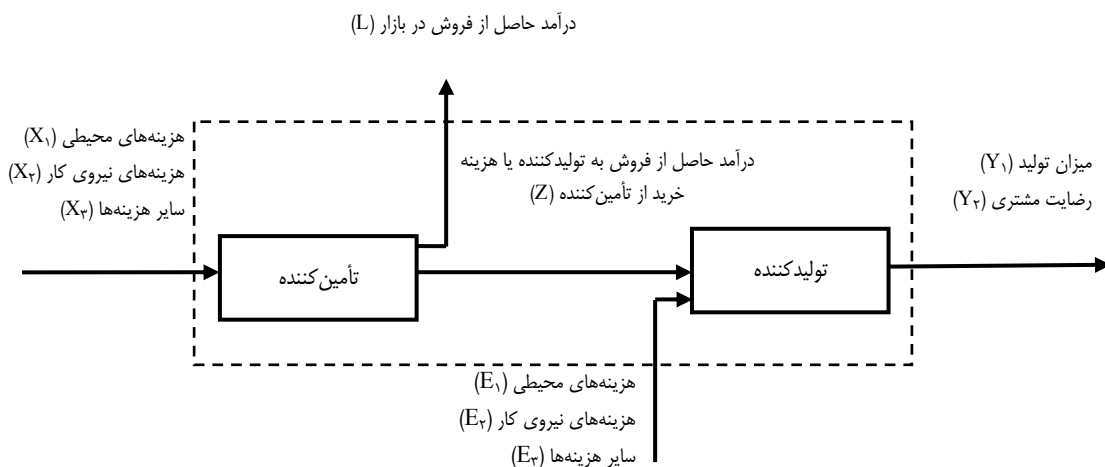 درآمد حاصل از فروش در بازار (L)
هزینه‌های محیطی (X۱)
هزینه‌های نیروی کار (X۲)
سایر هزینه‌ها (X۳)
درآمد حاصل از فروش به تولیدکننده یا هزینه
خرید از تأمین‌کننده (Z)
میزان تولید (Y۱)
رضایت مشتری (Y۲)
تأمین‌کننده
تولیدکننده
هزینه‌های محیطی (E۱)
هزینه‌های نیروی کار (E۲)
سایر هزینه‌ها (E۳)